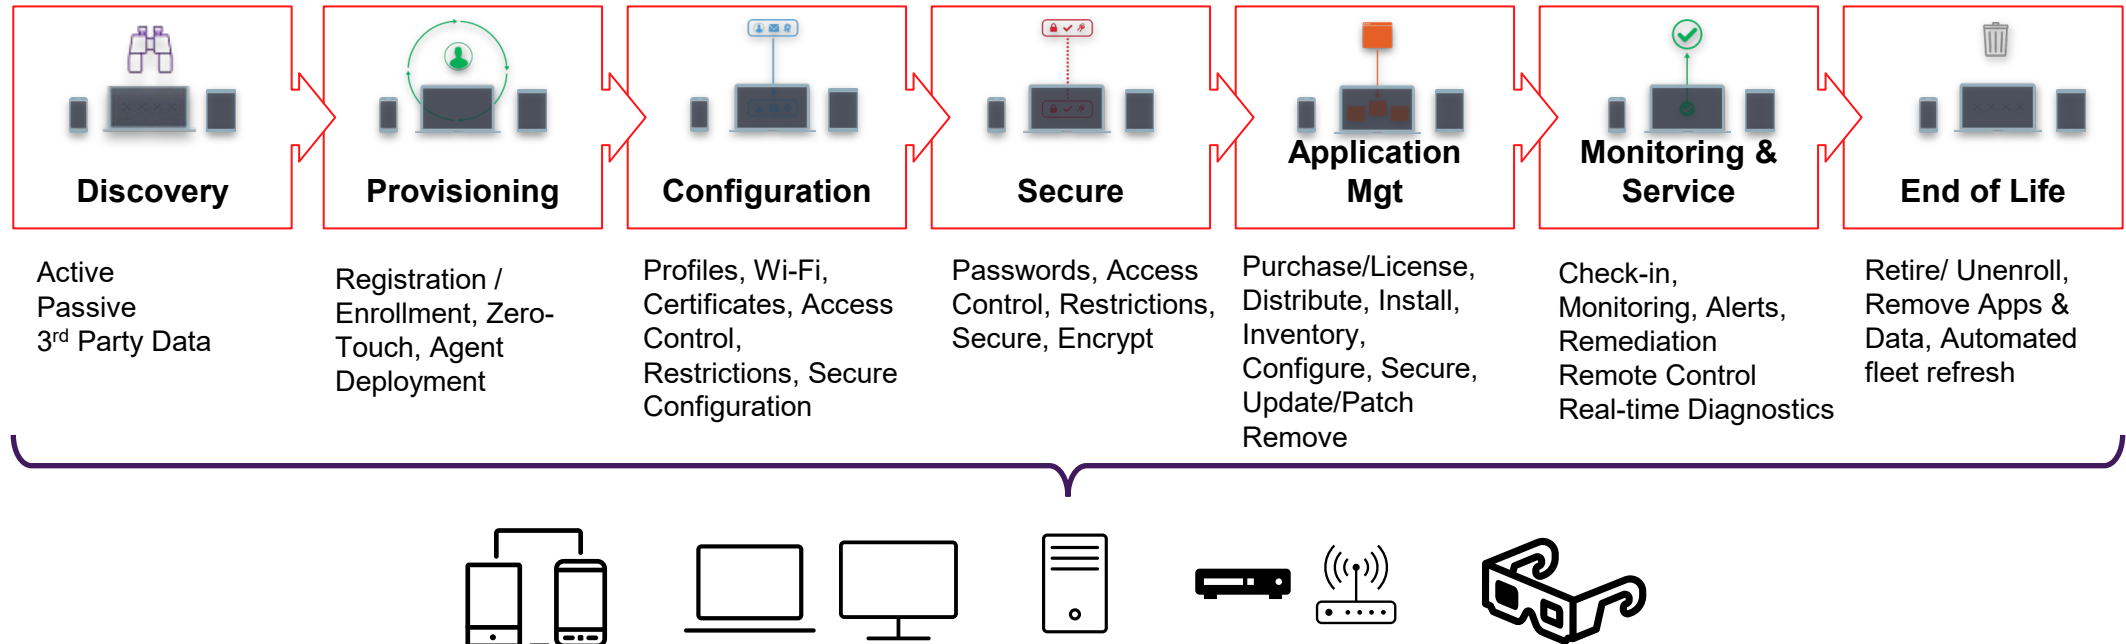 Discovery
Provisioning
Configuration
Secure
Application
Mgt
Monitoring &
Service
End of Life
Active
Passive
3rd Party Data
Registration /
Enrollment, Zero-
Touch, Agent
Deployment
Profiles, Wi-Fi,
Certificates, Access
Control,
Restrictions, Secure
Configuration
Passwords, Access
Control, Restrictions,
Secure, Encrypt
Purchase/License,
Distribute, Install,
Inventory,
Configure, Secure,
Update/Patch
Remove
Check-in,
Monitoring, Alerts,
Remediation
Remote Control
Real-time Diagnostics
Retire/ Unenroll,
Remove Apps &
Data, Automated
fleet refresh